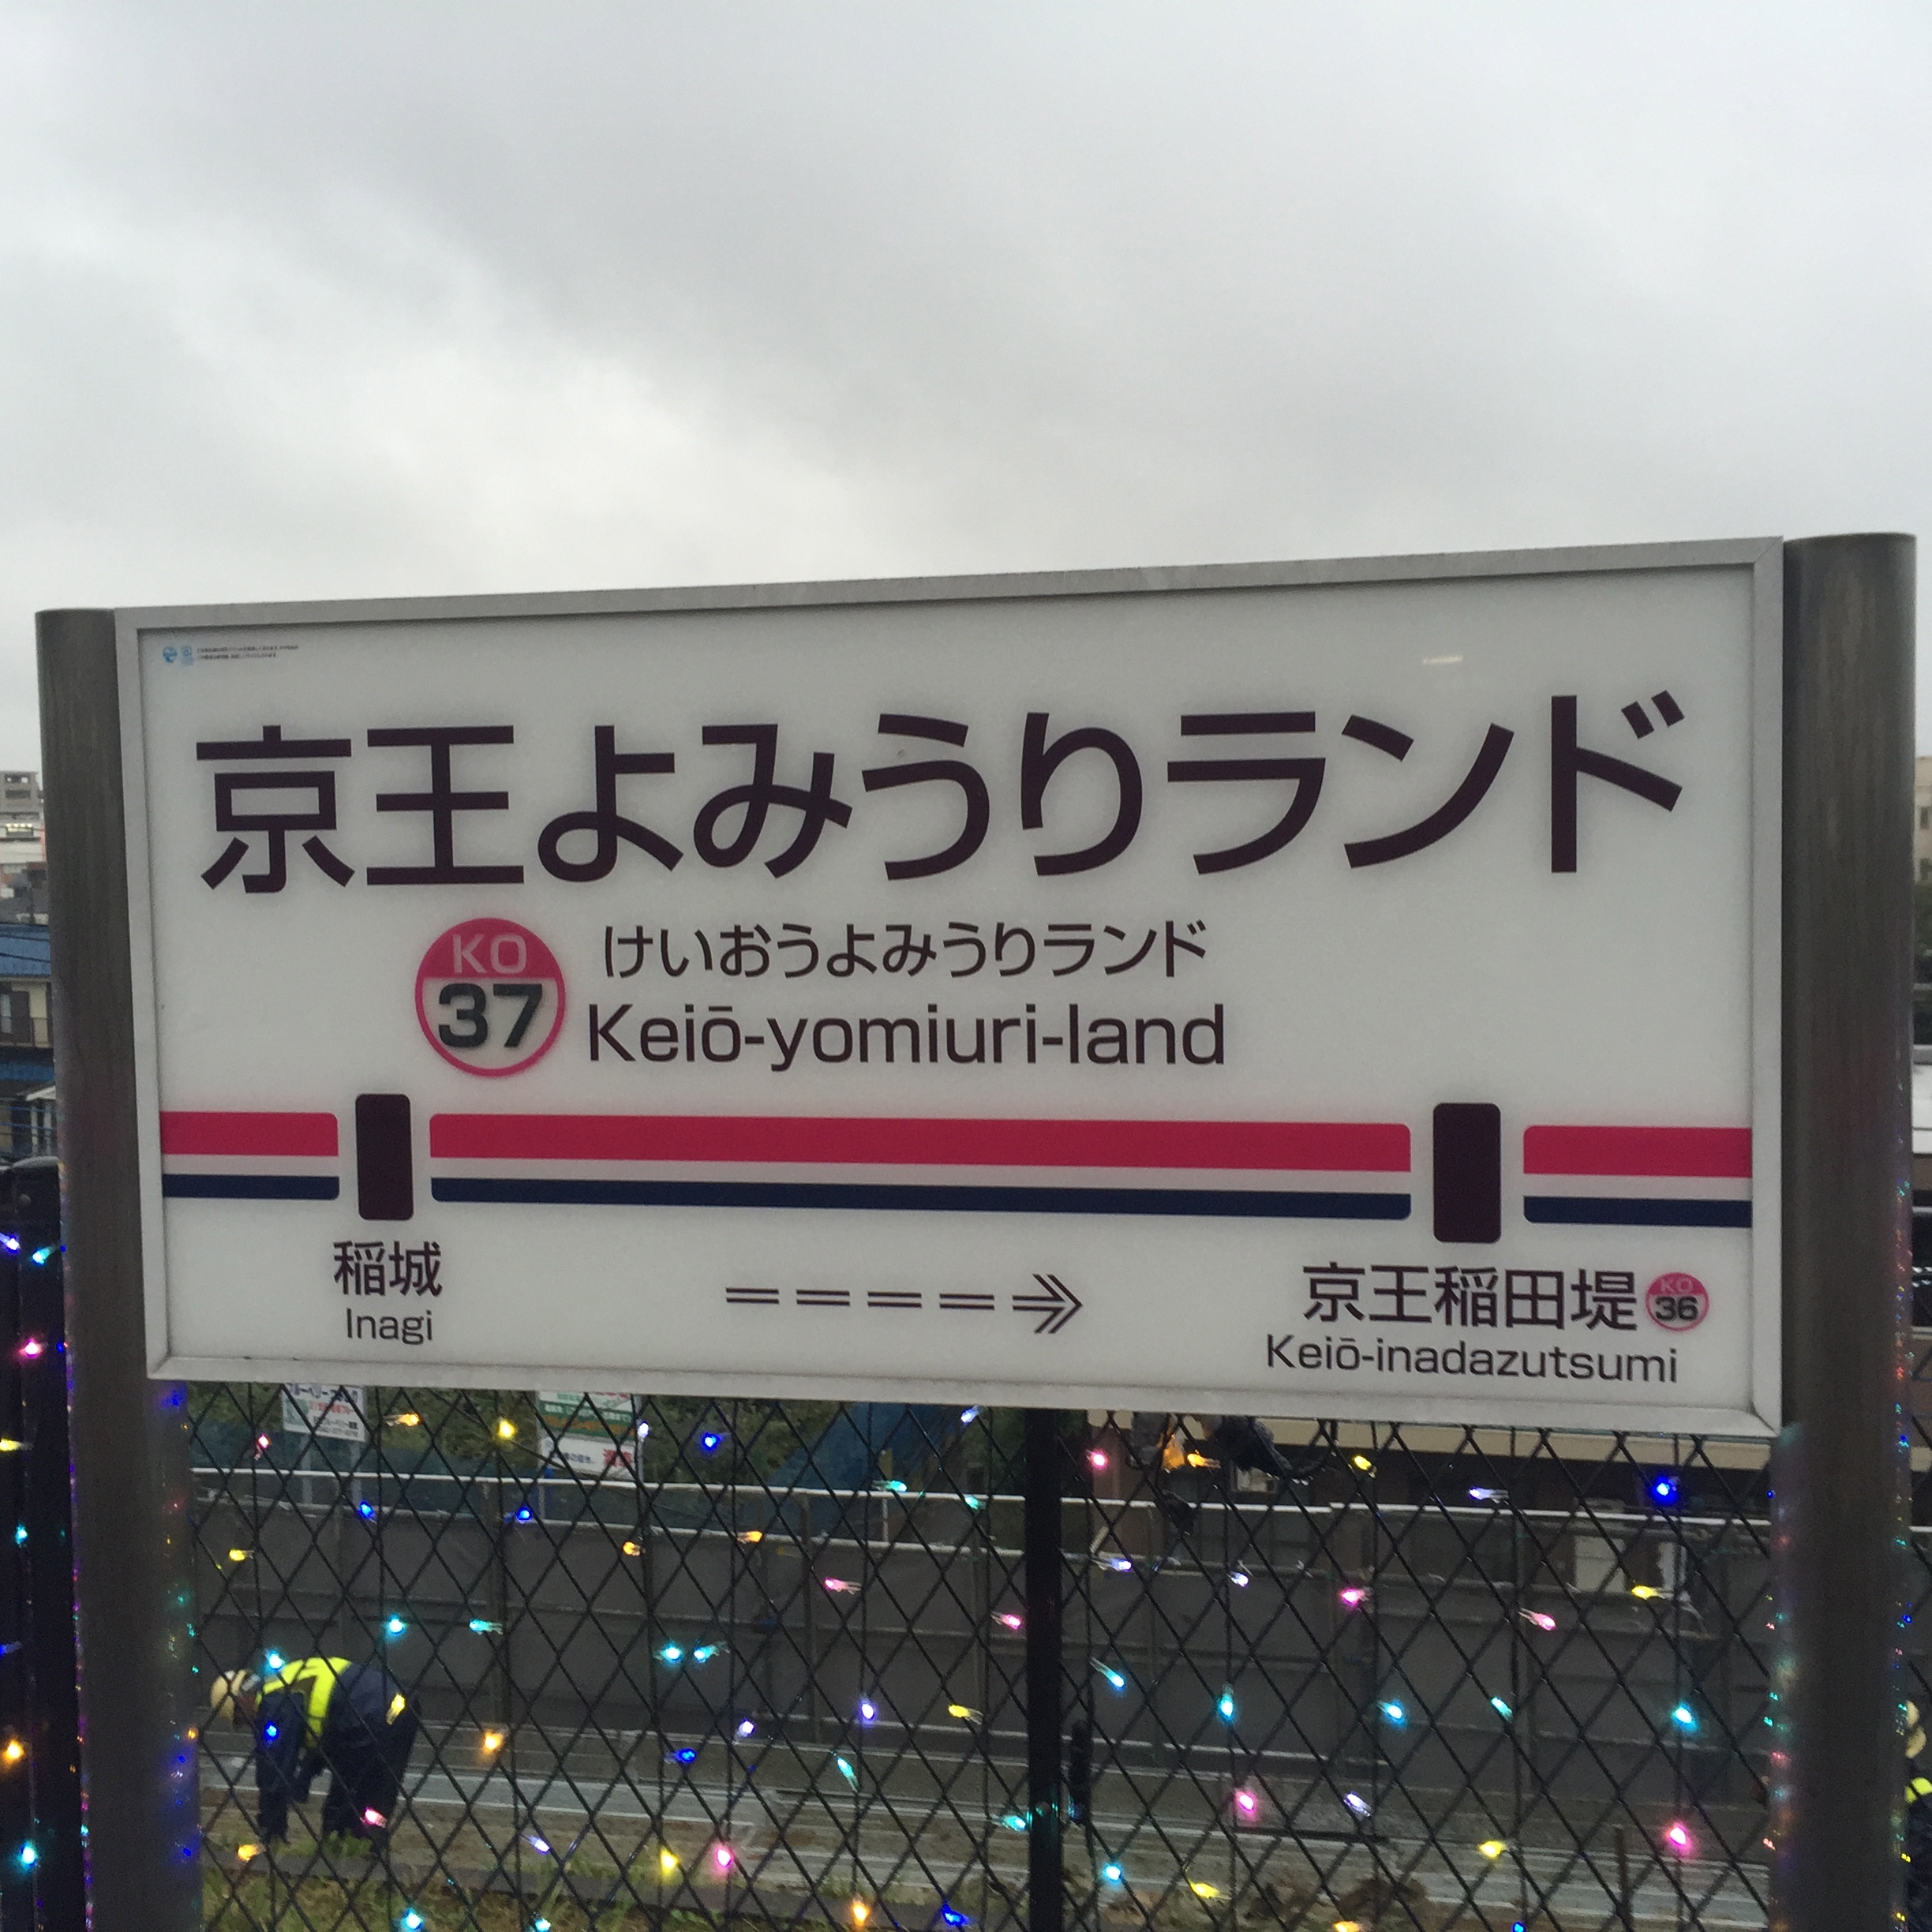 京王よみうりランド
KO
37
けいおうよみうりランド
Keiō-yomiuri-land
稲城
Inagi
京王稲田堤
KO
36
Keiō-inadazutsumi